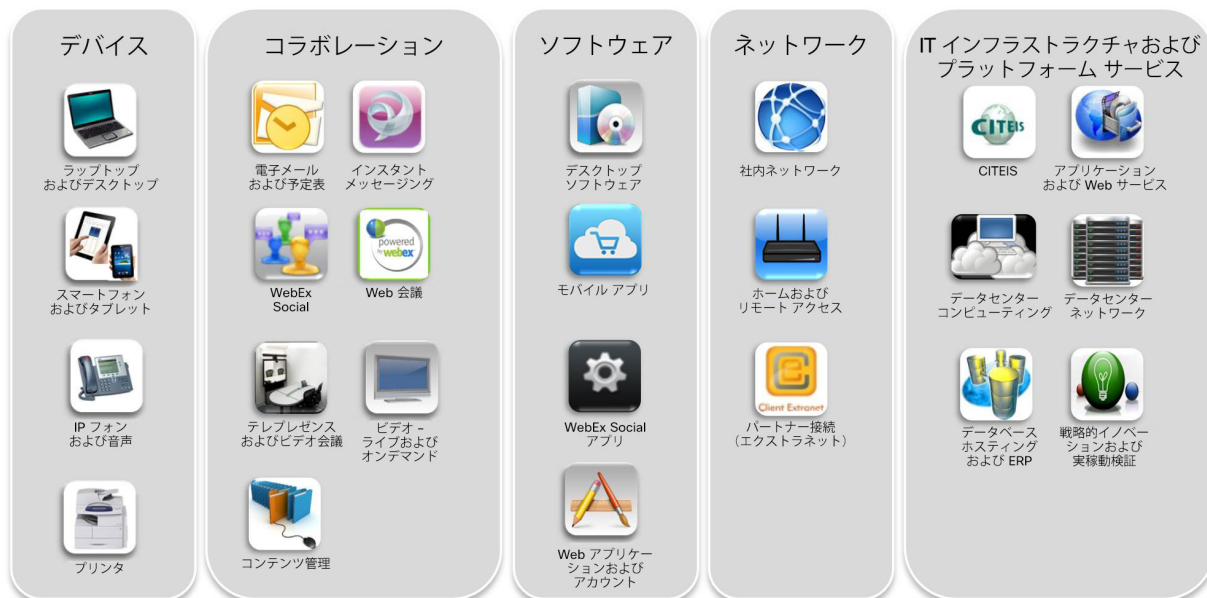 デバイス
ラップトップ
およびデスクトップ
スマートフォン
およびタブレット
IP フォン
および音声
プリンタ
コラボレーション
電子メール
および予定表
インスタント
メッセージング
WebEx
Social
powered
by webex
Web 会議
テレプレゼンス
およびビデオ会議
ビデオ –
ライブおよび
オンデマンド
コンテンツ管理
ソフトウェア
デスクトップ
ソフトウェア
モバイル アプリ
WebEx Social
アプリ
Web アプリケー
ションおよび
アカウント
ネットワーク
社内ネットワーク
ホームおよび
リモート アクセス
Client Extranet
パートナー接続
（エクストラネット）
IT インフラストラクチャおよび
プラットフォーム サービス
CITEIS
CITEIS
アプリケーション
および Web サービス
データセンター
コンピューティング
データセンター
ネットワーク
データベース
ホスティング
および ERP
戦略的イノベー
ションおよび
実稼動検証